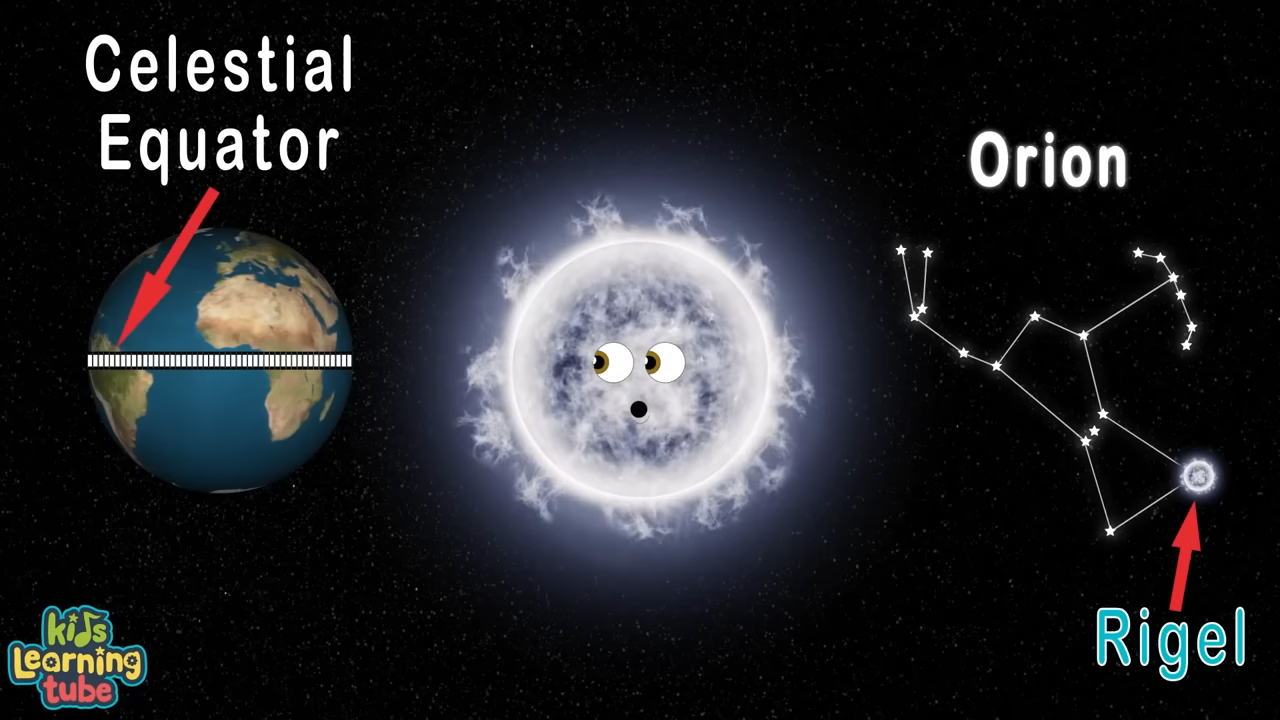 Celestial
Equator
Orion
Rigel
kids
Learning
tube